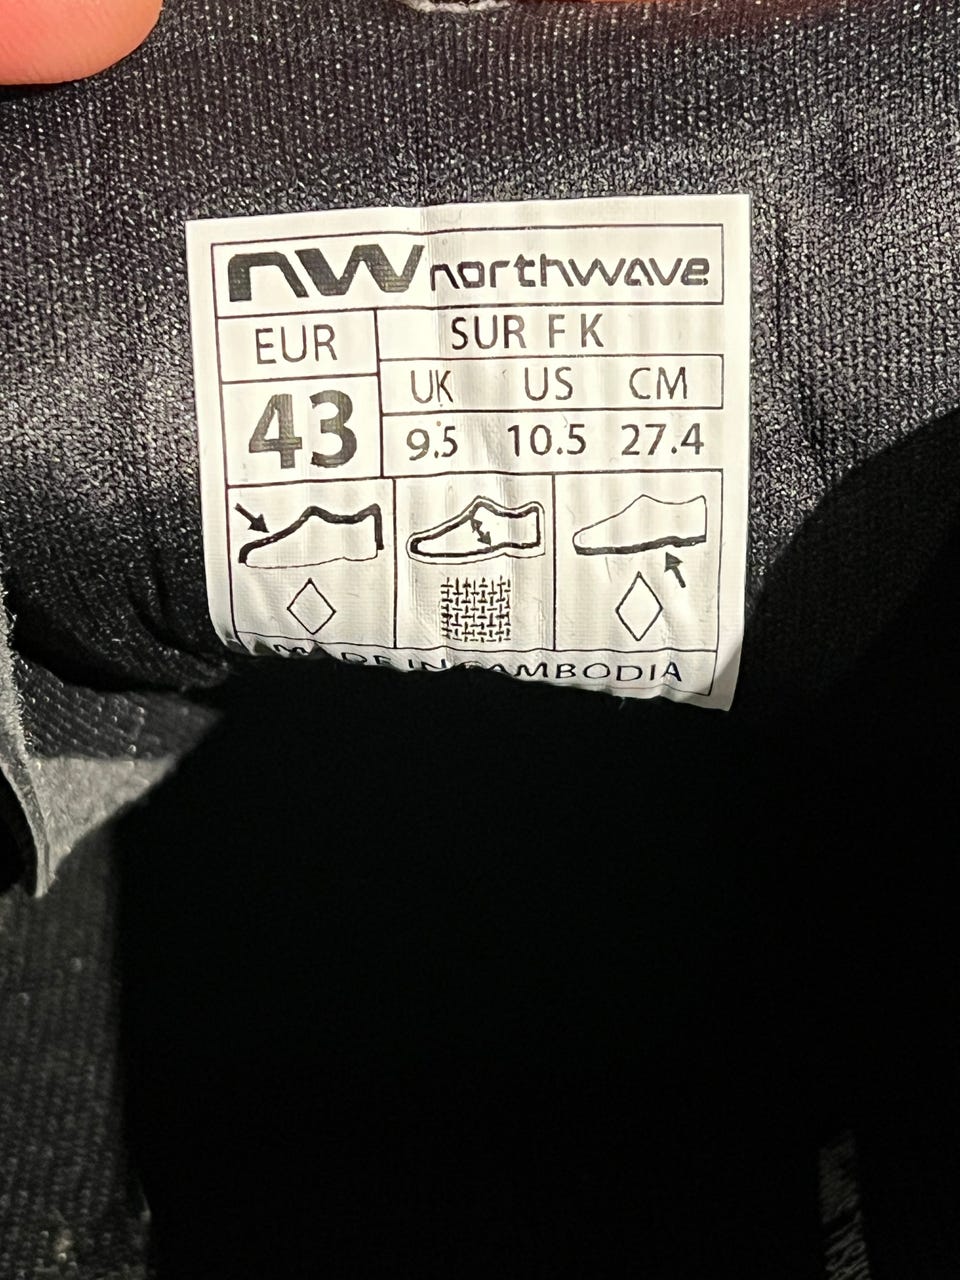 nw northwave
EUR
SUR F K
UK US CM
43
9.5 10.5 27.4
MADE IN CAMBODIA